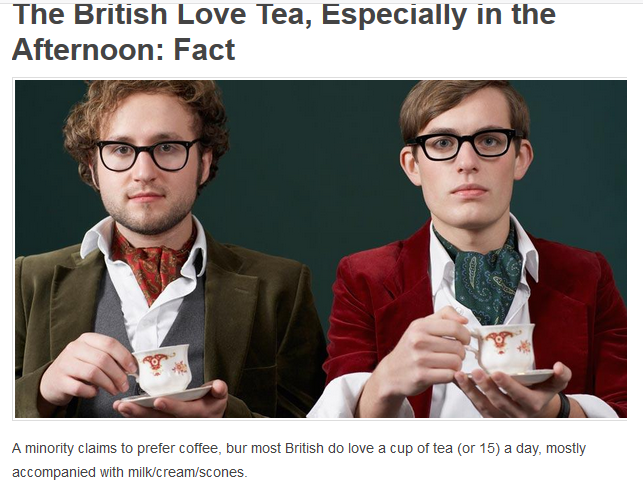 The British Love Tea, Especially in the
Afternoon: Fact
A minority claims to prefer coffee, bur most British do love a cup of tea (or 15) a day, mostly
accompanied with milk/cream/scones.